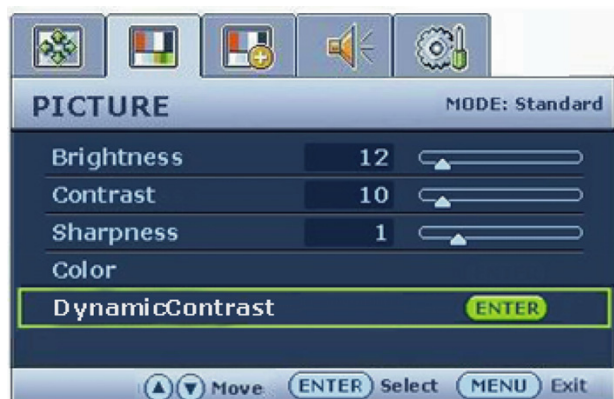 PICTURE MODE: Standard
Brightness 12
Contrast 10
Sharpness 1
Color
DynamicContrast ENTER
Move ENTER Select MENU Exit